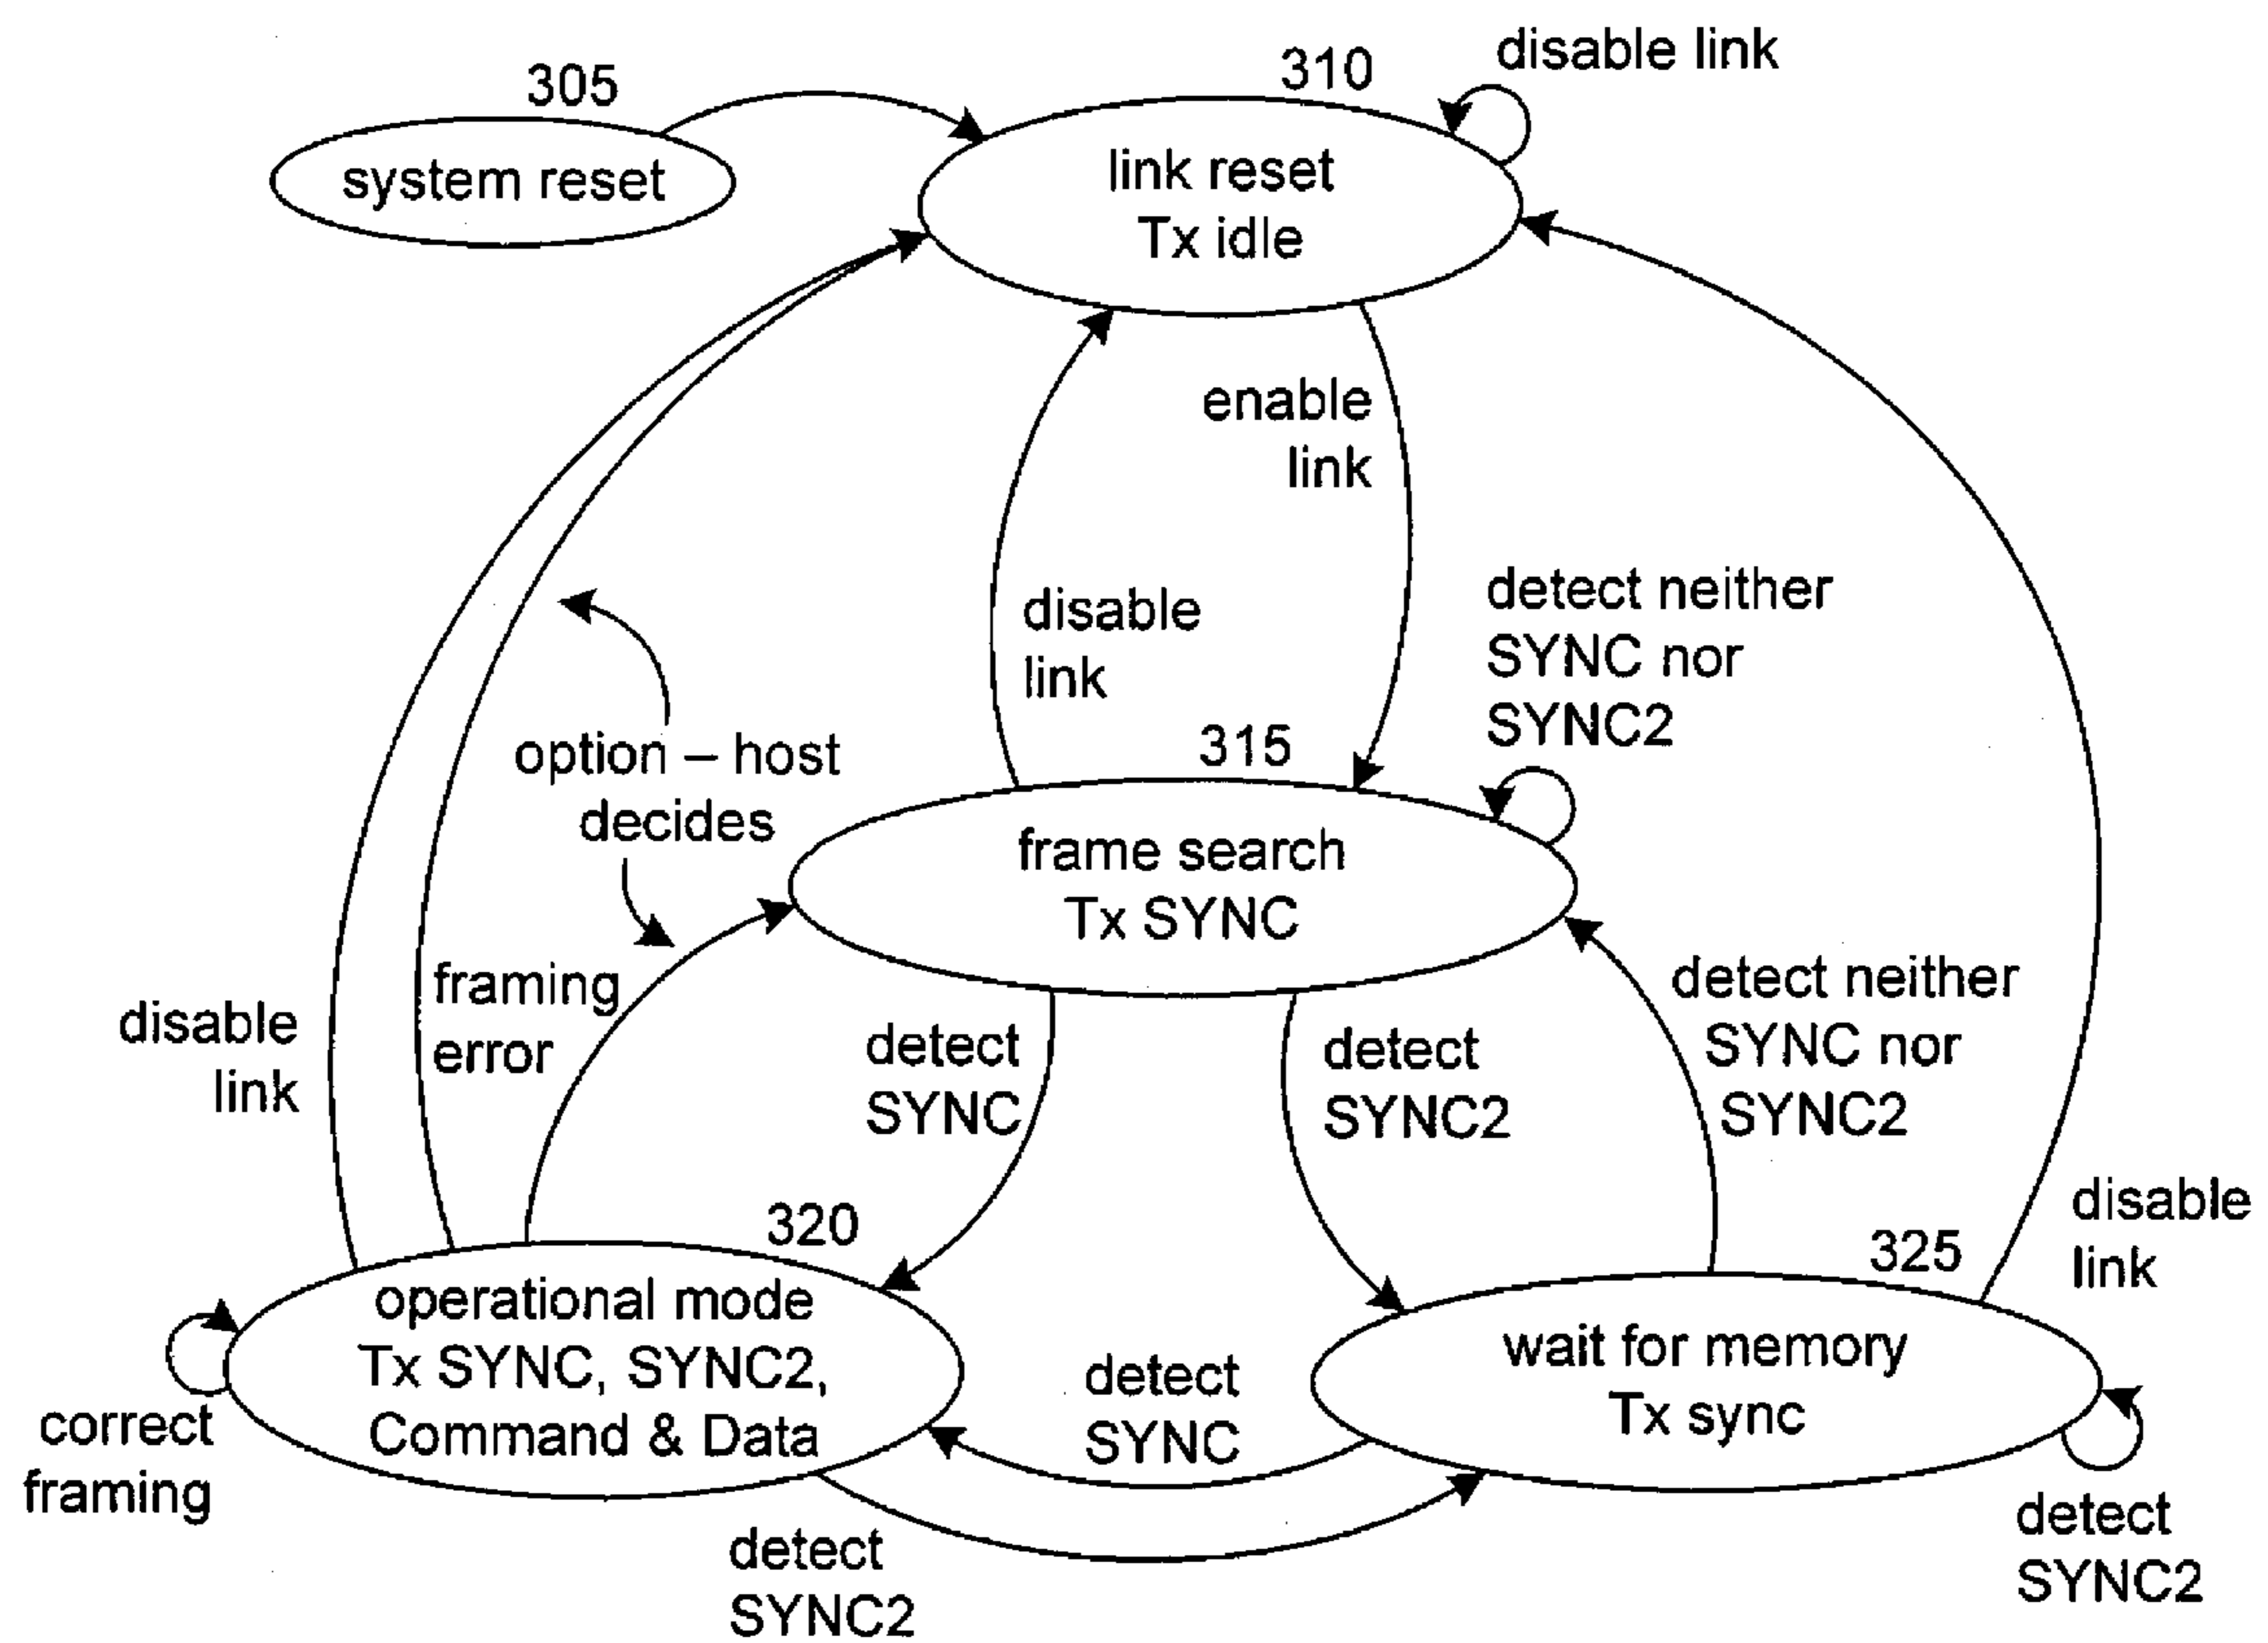 305
system reset
310
disable link
link reset
Tx idle
enable
link
disable
link
detect neither
SYNC nor
SYNC2
option – host
decides
315
frame search
Tx SYNC
disable
link
framing
error
detect
SYNC
detect
SYNC2
detect neither
SYNC nor
SYNC2
disable
link
320
operational mode
Tx SYNC, SYNC2,
Command & Data
correct
framing
detect
SYNC
325
wait for memory
Tx sync
detect
SYNC2
detect
SYNC2